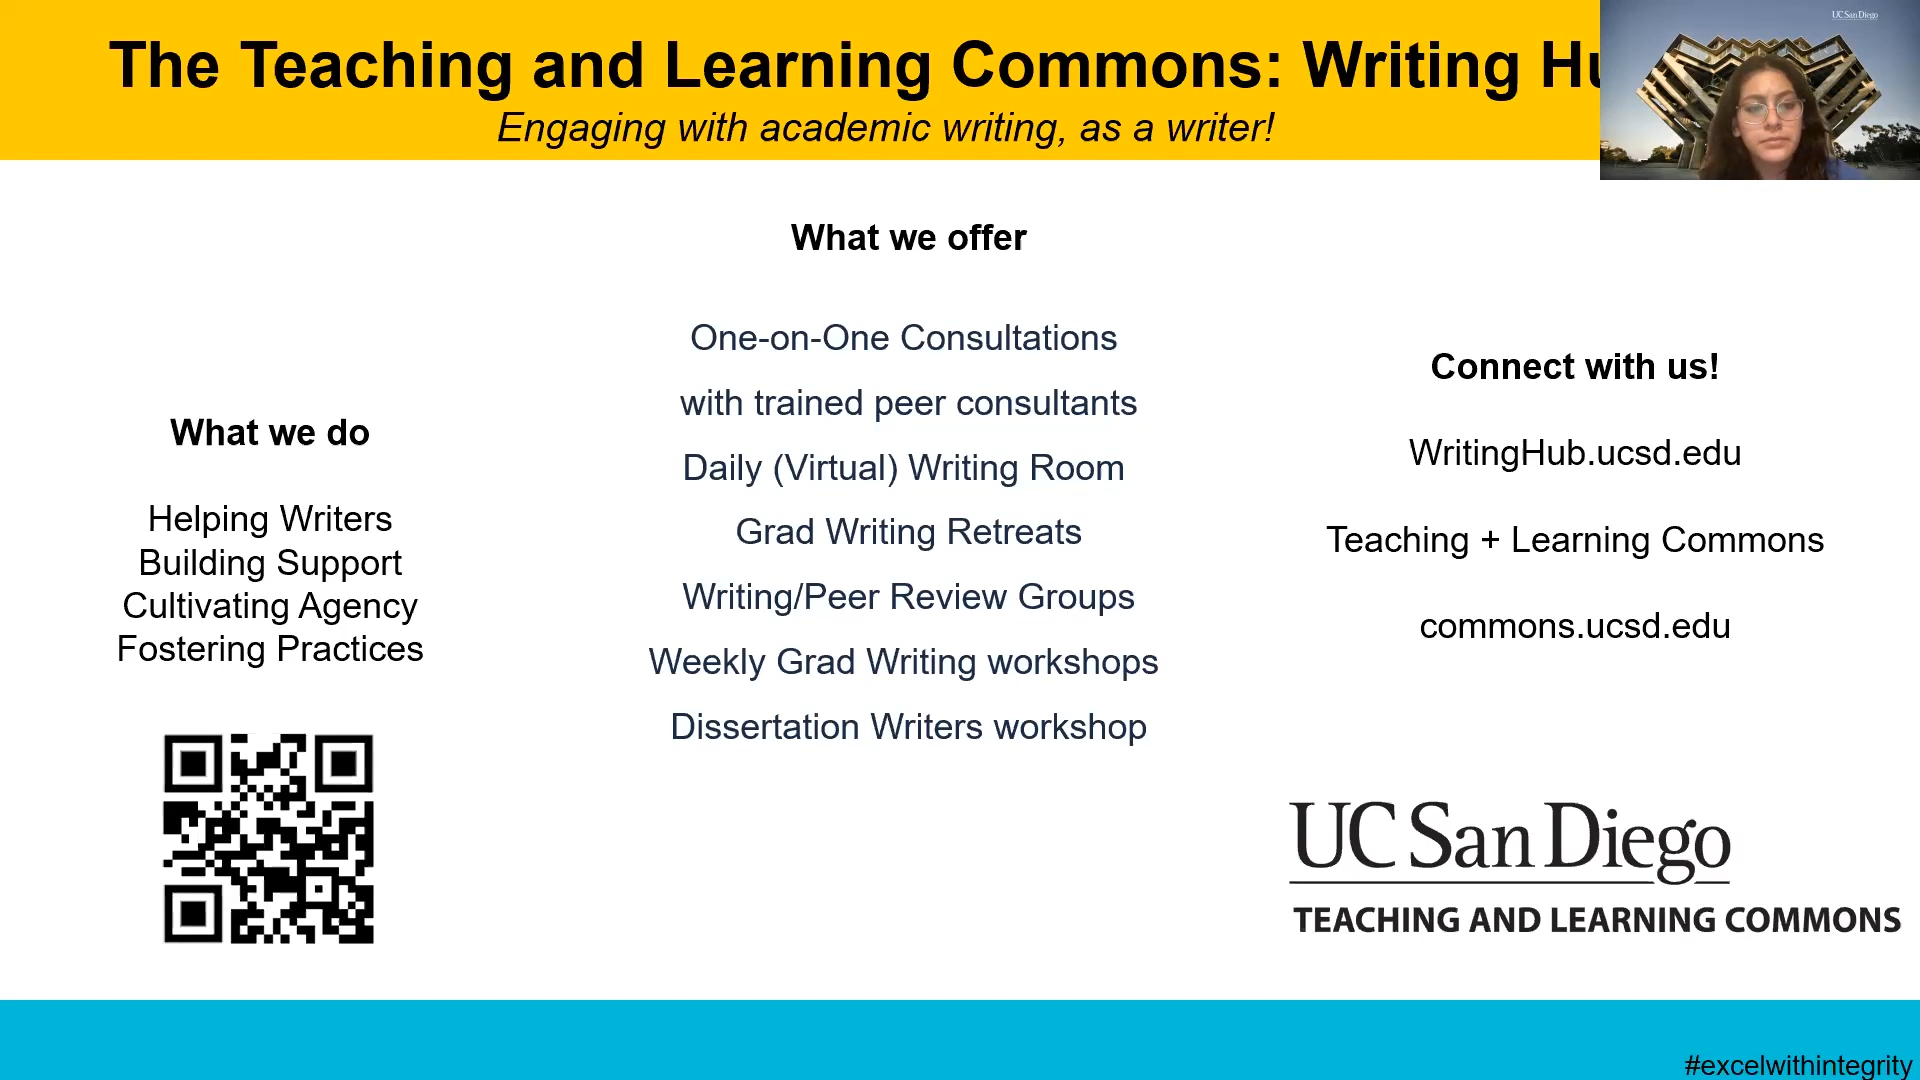 The Teaching and Learning Commons: Writing Hu
Engaging with academic writing, as a writer!
UC San Diego
What we do
Helping Writers
Building Support
Cultivating Agency
Fostering Practices
What we offer
One-on-One Consultations
with trained peer consultants
Daily (Virtual) Writing Room
Grad Writing Retreats
Writing/Peer Review Groups
Weekly Grad Writing workshops
Dissertation Writers workshop
Connect with us!
WritingHub.ucsd.edu
Teaching + Learning Commons
commons.ucsd.edu
UC San Diego
TEACHING AND LEARNING COMMONS
#excelwithintegrity